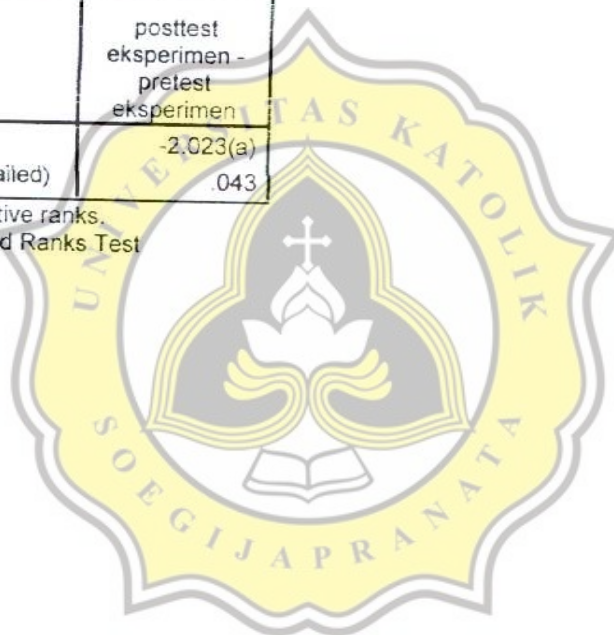 posttest
eksperimen -
pretest
eksperimen
-2.023(a)
ailed) .043
tive ranks.
d Ranks Test
UNIVERSITAS KATOLIK
SOEGIJAPRANATA